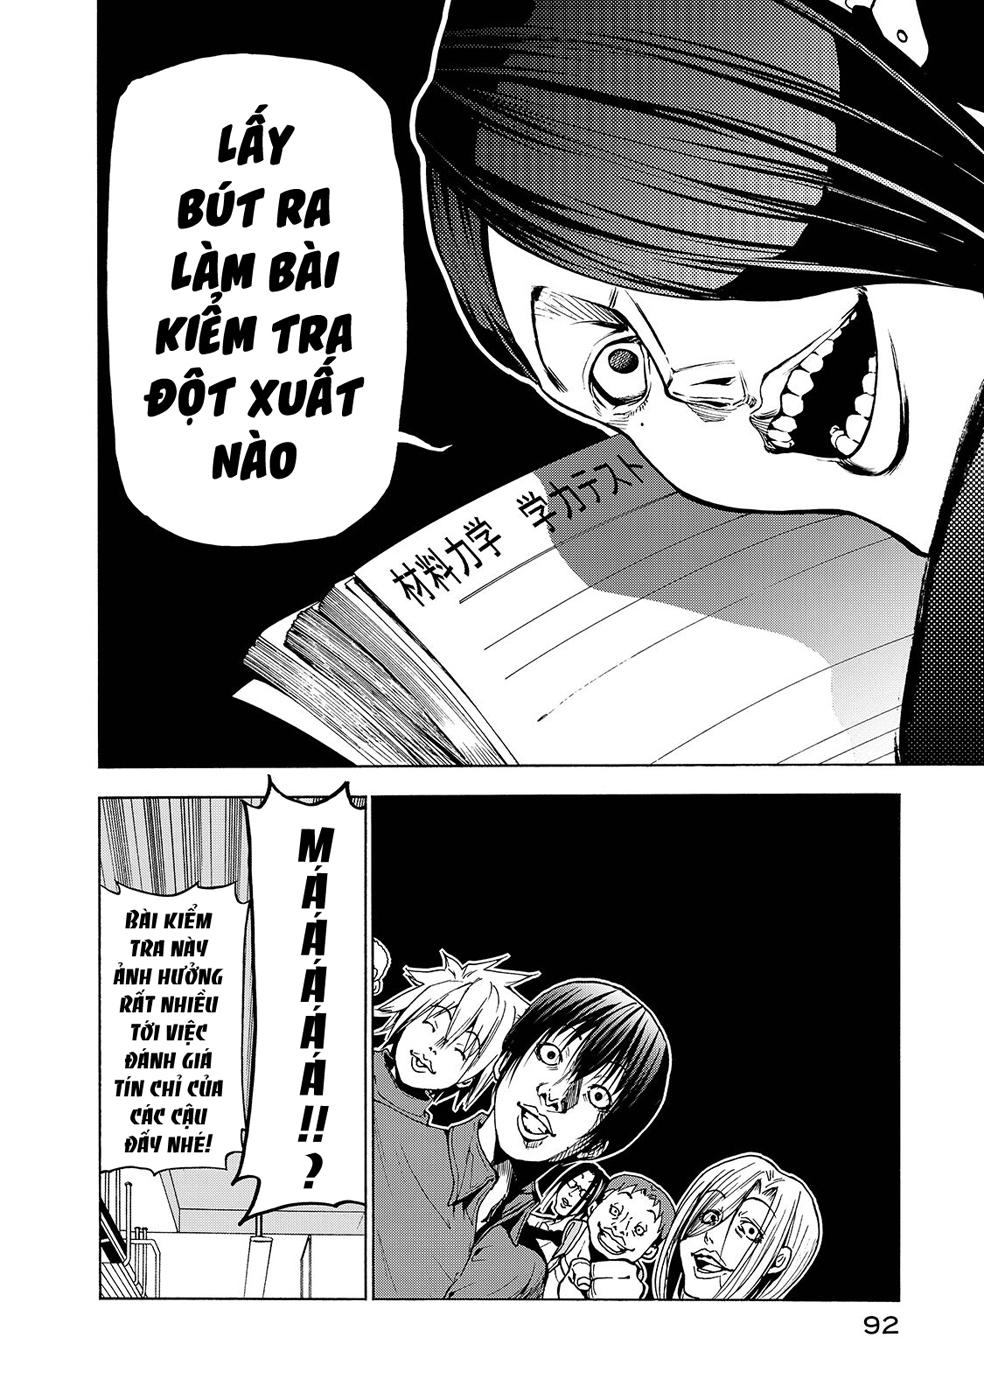 LẤY
BÚT RA
LÀM BÀI
KIỂM TRA
ĐỘT XUẤT
NÀO
材料力学 学力テスト
MÁÁÁÁÁ!!?
BÀI KIỂM
TRA NÀY
ẢNH HƯỞNG
RẤT NHIỀU
TỚI VIỆC
ĐÁNH GIÁ
TÍN CHỈ CỦA
CÁC CẬU
ĐẤY NHÉ!
92